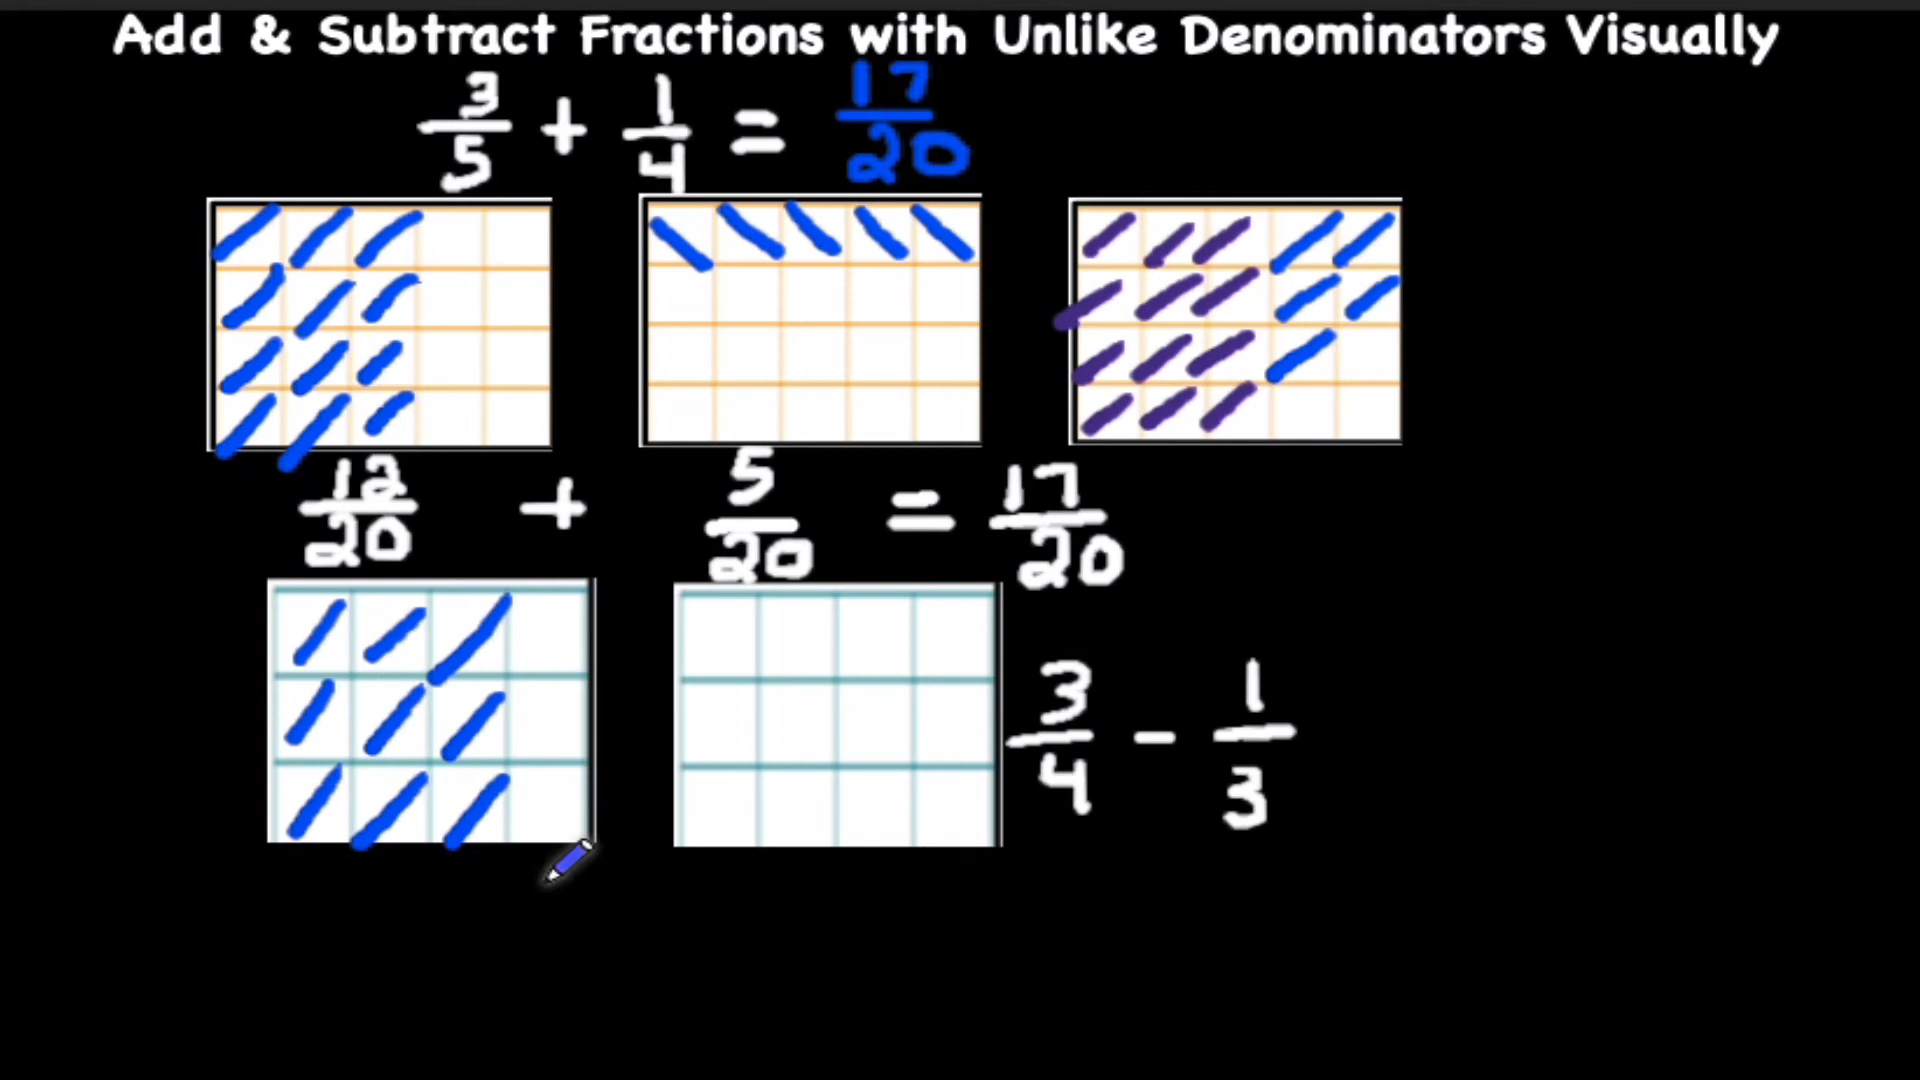 Add & Subtract Fractions with Unlike Denominators Visually
3/5 + 1/4 = 17/20
12/20 + 5/20 = 17/20
3/4 - 1/3